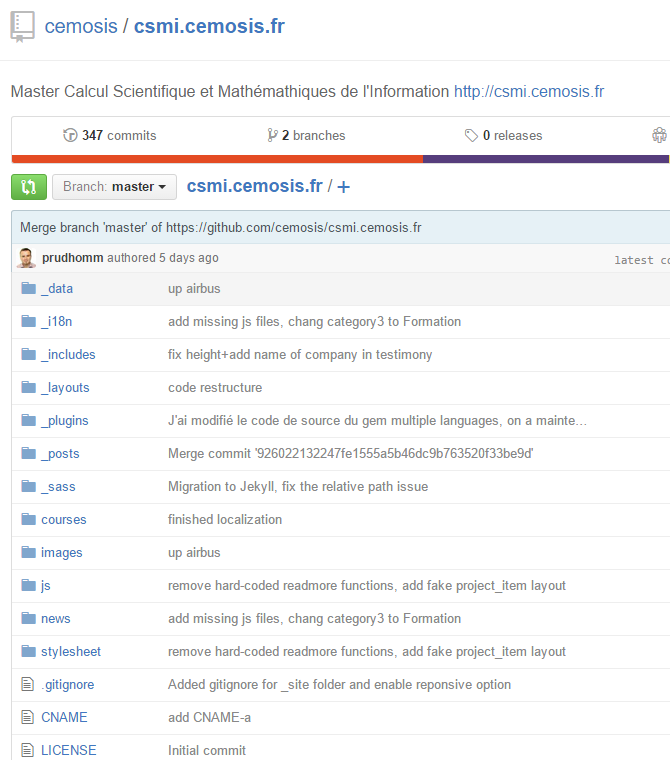 cemosis / csmi.cemosis.fr
Master Calcul Scientifique et Mathémathiques de l'Information http://csmi.cemosis.fr
347 commits 2 branches 0 releases
Branch: master csmi.cemosis.fr / +
Merge branch 'master' of https://github.com/cemosis/csmi.cemosis.fr
prudhomm authored 5 days ago latest co
_data up airbus
_i18n add missing js files, chang category3 to Formation
_includes fix height+add name of company in testimony
_layouts code restructure
_plugins J'ai modifié le code de source du gem multiple languages, on a mainte…
_posts Merge commit '926022132247fe1555a5b46dc9b763520f33be9d'
_sass Migration to Jekyll, fix the relative path issue
courses finished localization
images up airbus
js remove hard-coded readmore functions, add fake project_item layout
news add missing js files, chang category3 to Formation
stylesheet remove hard-coded readmore functions, add fake project_item layout
.gitignore Added gitignore for _site folder and enable reponsive option
CNAME add CNAME-a
LICENSE Initial commit